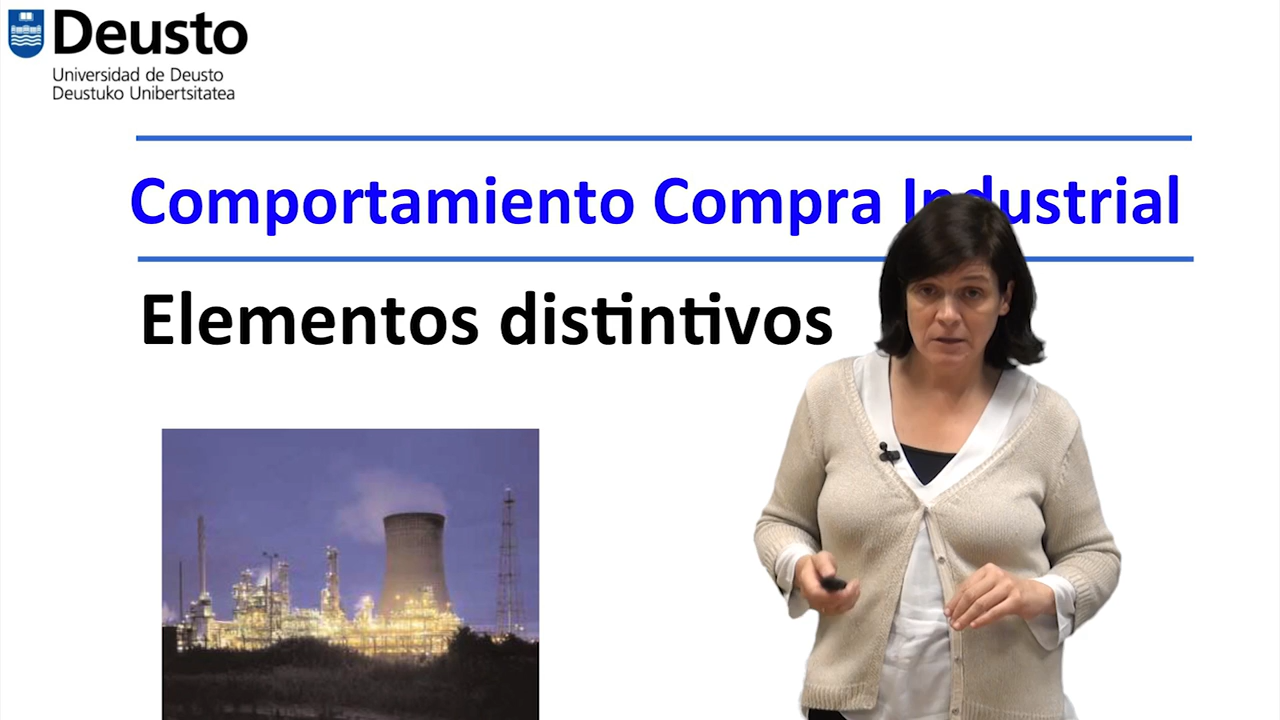 Deusto
Universidad de Deusto
Deustuko Unibertsitatea
Comportamiento Compra Industrial
Elementos distintivos